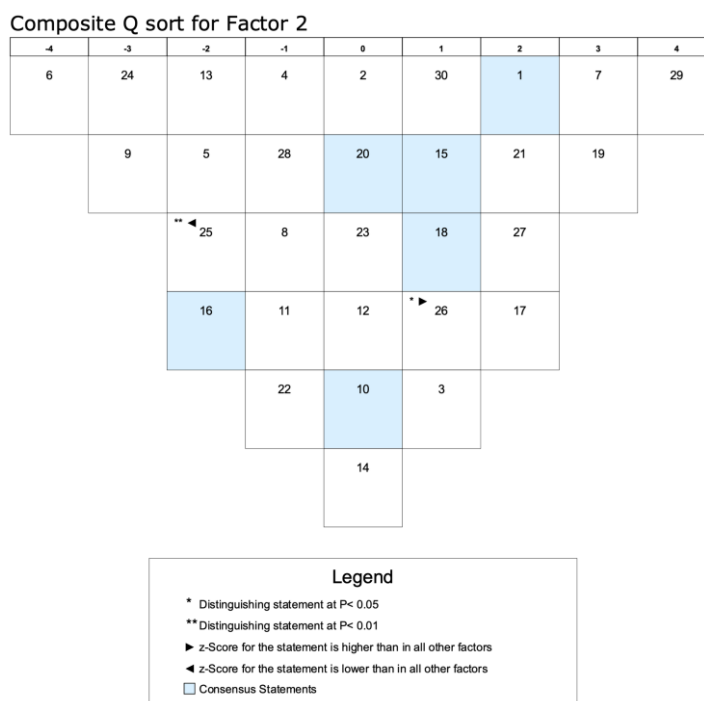 Composite Q sort for Factor 2
-4 -3 -2 -1 0 1 2 3 4
6 24 13 4 2 30 1 7 29
9 5 28 20 15 21 19
** ◄ 25 8 23 18 27
16 11 12 * ► 26 17
22 10 3
14
Legend
* Distinguishing statement at P< 0.05
** Distinguishing statement at P< 0.01
► z-Score for the statement is higher than in all other factors
◄ z-Score for the statement is lower than in all other factors
Consensus Statements